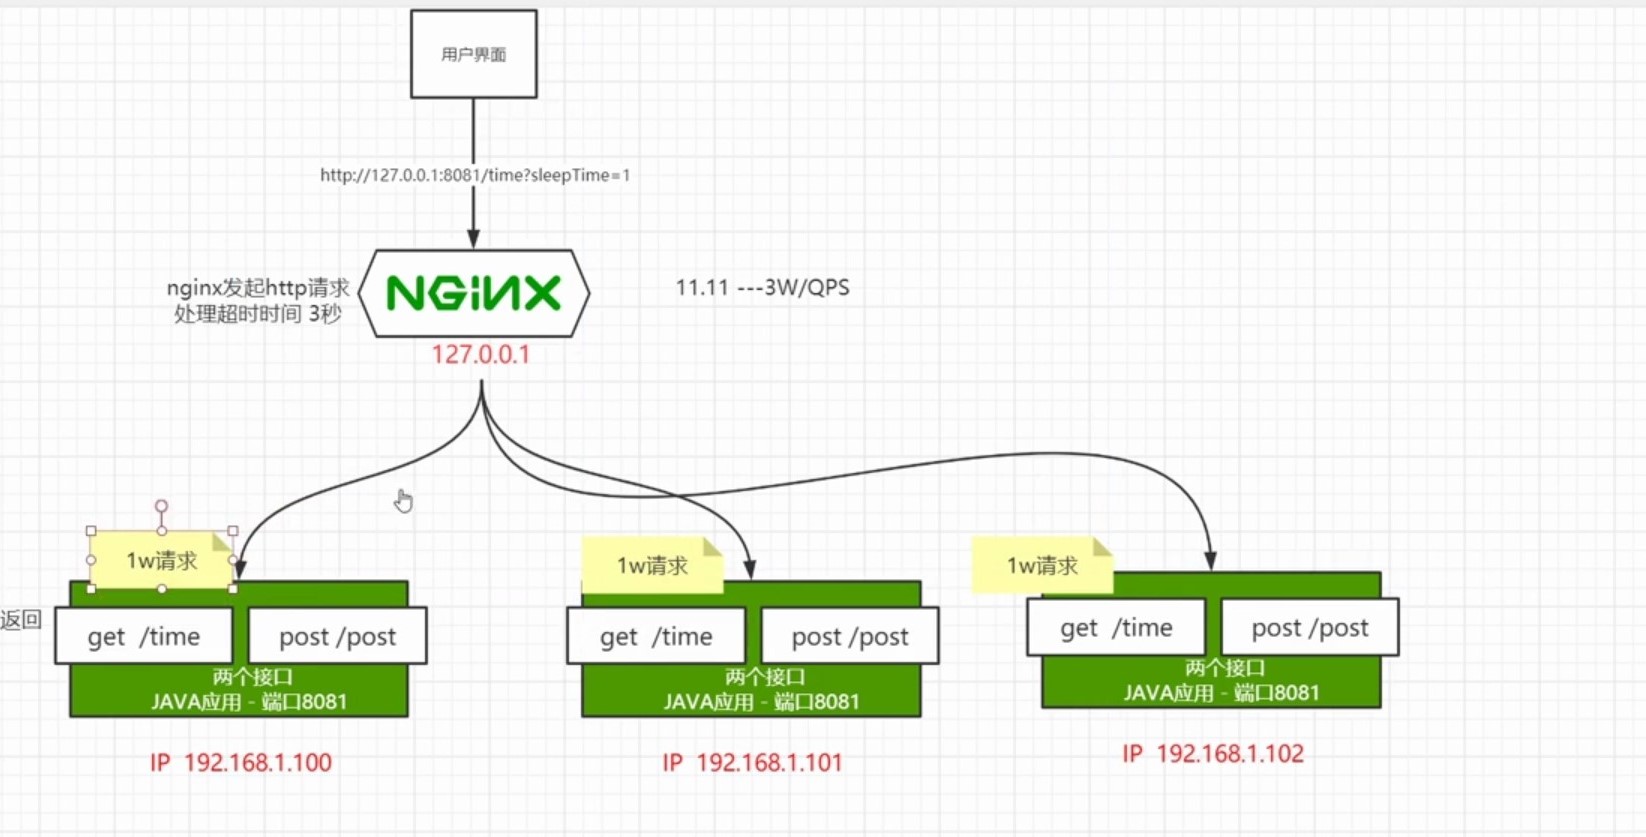 用户界面
http://127.0.0.1:8081/time?sleepTime=1
nginx发起http请求
处理超时时间 3秒
NGINX
11.11 ---3W/QPS
127.0.0.1
1w请求
1w请求
1w请求
返回
get /time
post /post
两个接口
JAVA应用 - 端口8081
IP 192.168.1.100
get /time
post /post
两个接口
JAVA应用 - 端口8081
IP 192.168.1.101
get /time
post /post
两个接口
JAVA应用 - 端口8081
IP 192.168.1.102